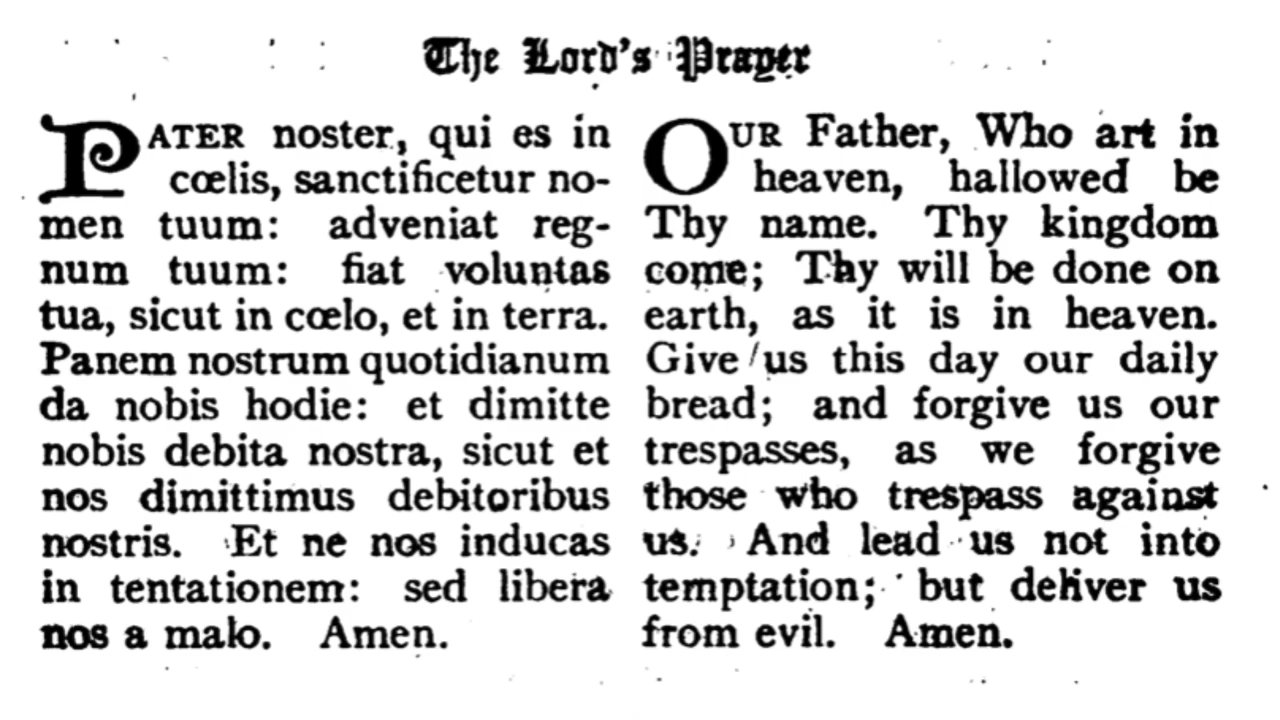 The Lord's Prayer
PATER noster, qui es in
cœlis, sanctificetur no-
men tuum: adveniat reg-
num tuum: fiat voluntas
tua, sicut in cœlo, et in terra.
Panem nostrum quotidianum
da nobis hodie: et dimitte
nobis debita nostra, sicut et
nos dimittimus debitoribus
nostris. Et ne nos inducas
in tentationem: sed libera
nos a malo. Amen.
OUR Father, Who art in
heaven, hallowed be
Thy name. Thy kingdom
come; Thy will be done on
earth, as it is in heaven.
Give us this day our daily
bread; and forgive us our
trespasses, as we forgive
those who trespass against
us. And lead us not into
temptation; but deliver us
from evil. Amen.